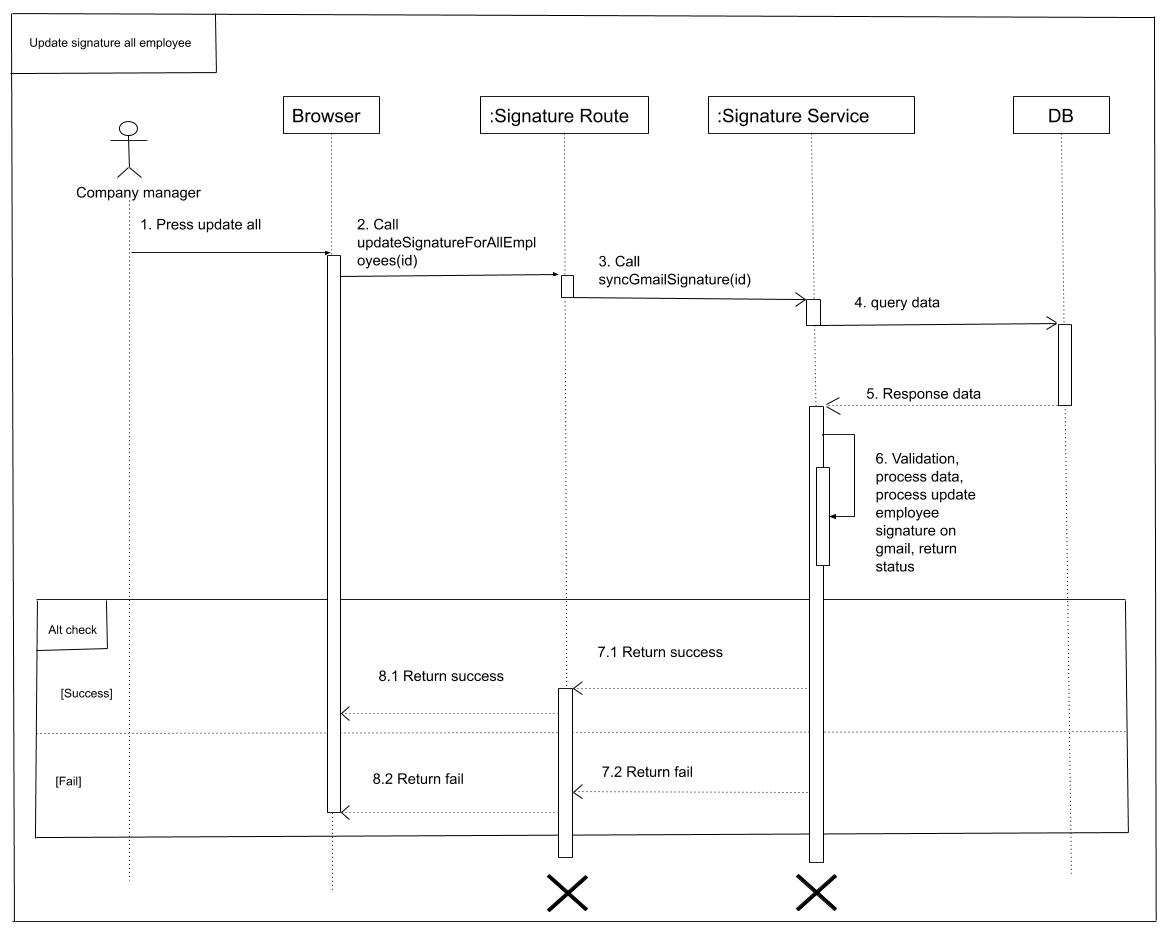 Update signature all employee
Browser
:Signature Route
:Signature Service
DB
Company manager
1. Press update all
2. Call
updateSignatureForAllEmpl
oyees(id)
3. Call
syncGmailSignature(id)
4. query data
5. Response data
6. Validation,
process data,
process update
employee
signature on
gmail, return
status
Alt check
7.1 Return success
8.1 Return success
[Success]
7.2 Return fail
8.2 Return fail
[Fail]